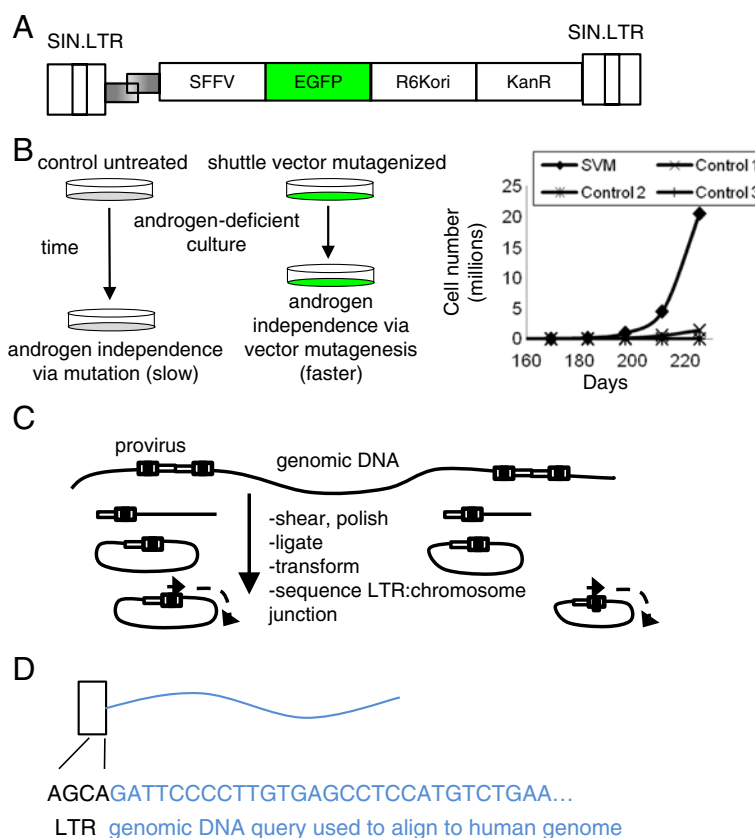 A
SIN.LTR
SIN.LTR
SFFV
EGFP
R6Kori
KanR
B
control untreated
shuttle vector mutagenized
time
androgen-deficient
culture
androgen independence
via mutation (slow)
androgen
independence via
vector mutagenesis
(faster)
SVM
Control 1
Control 2
Control 3
Cell number
(millions)
25
20
15
10
5
0
160
180
200
220
Days
C
provirus
genomic DNA
-shear, polish
-ligate
-transform
-sequence LTR:chromosome
junction
D
AGCAGATTCCCCTTGTGAGCCTCCATGTCTGAA...
LTR genomic DNA query used to align to human genome